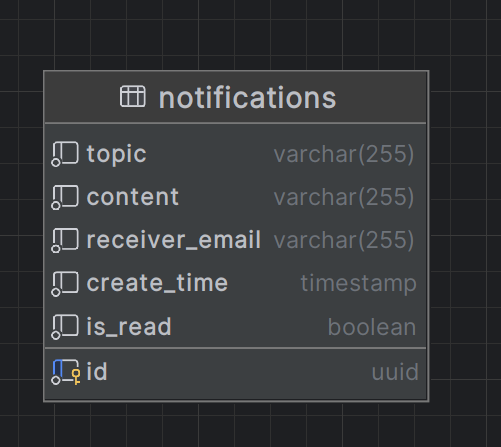 notifications
topic varchar(255)
content varchar(255)
receiver_email varchar(255)
create_time timestamp
is_read boolean
id uuid